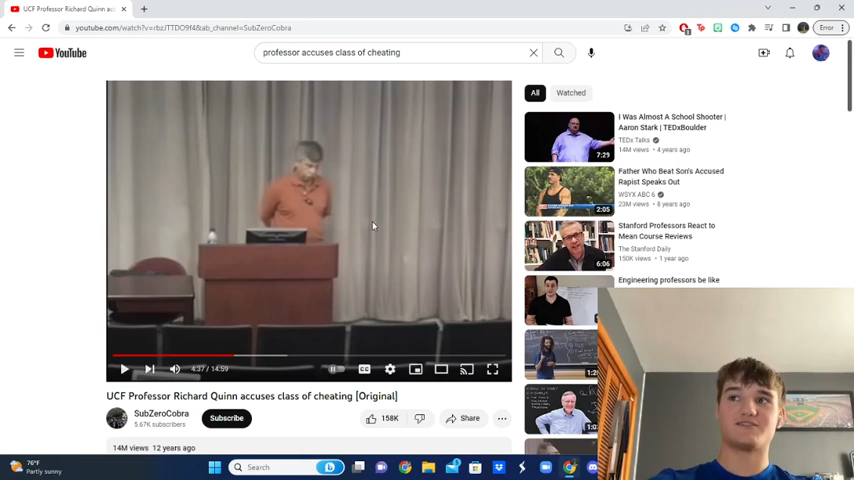 UCF Professor Richard Quinn ac
youtube.com/watch?v=rbzJTTDO9f4&ab_channel=SubZeroCobra
Error
YouTube
professor accuses class of cheating
All
Watched
I Was Almost A School Shooter |
Aaron Stark | TEDxBoulder
TEDx Talks
14M views • 4 years ago
7:29
Father Who Beat Son's Accused
Rapist Speaks Out
WSYX ABC 6
23M views • 8 years ago
2:05
Stanford Professors React to
Mean Course Reviews
The Stanford Daily
150K views • 1 year ago
6:06
Engineering professors be like
4:37 / 14:59
CC
UCF Professor Richard Quinn accuses class of cheating [Original]
SubZeroCobra
5.67K subscribers
Subscribe
158K
Share
14M views 12 years ago
76°F
Partly sunny
Search